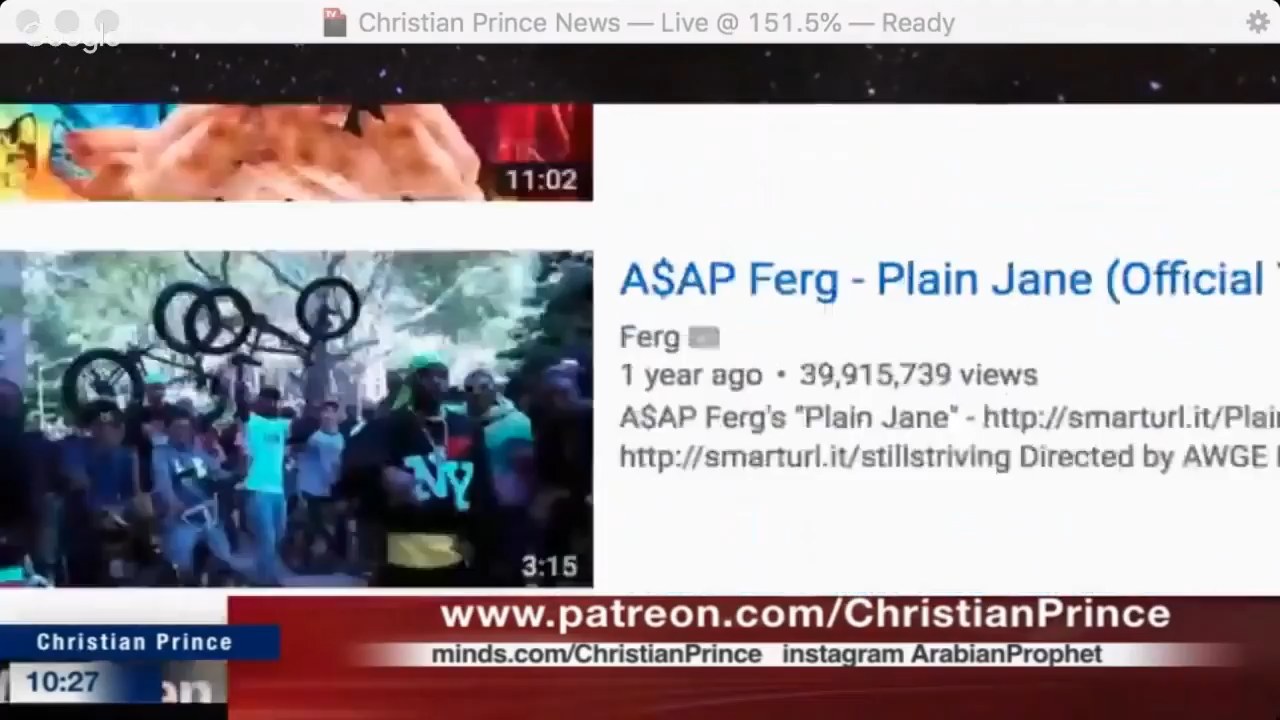 Christian Prince News — Live @ 151.5% — Ready
Google
11:02
A$AP Ferg - Plain Jane (Official
Ferg
1 year ago • 39,915,739 views
A$AP Ferg's "Plain Jane" - http://smarturl.it/Plai
http://smarturl.it/stillstriving Directed by AWGE
NY
3:15
www.patreon.com/ChristianPrince
Christian Prince
minds.com/ChristianPrince instagram ArabianProphet
10:27